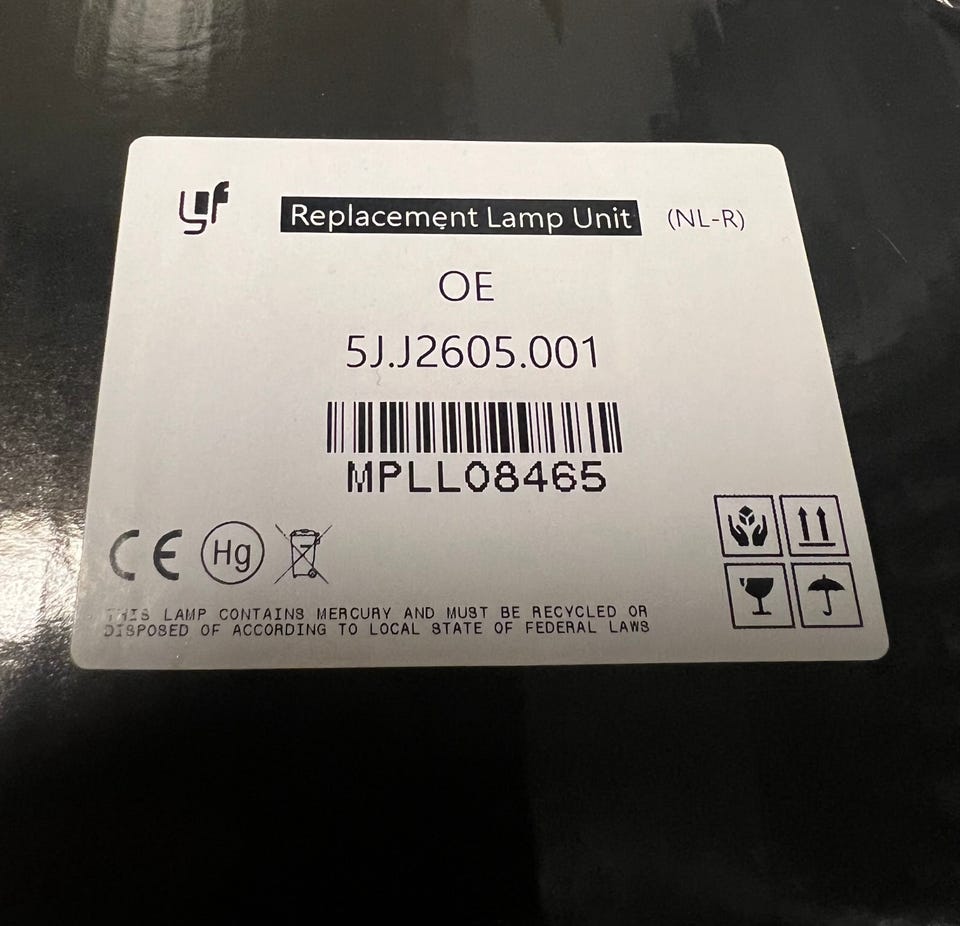 yf Replacement Lamp Unit (NL-R)
OE
5J.J2605.001
MPLL08465
CE Hg
THIS LAMP CONTAINS MERCURY AND MUST BE RECYCLED OR
DISPOSED OF ACCORDING TO LOCAL STATE OF FEDERAL LAWS